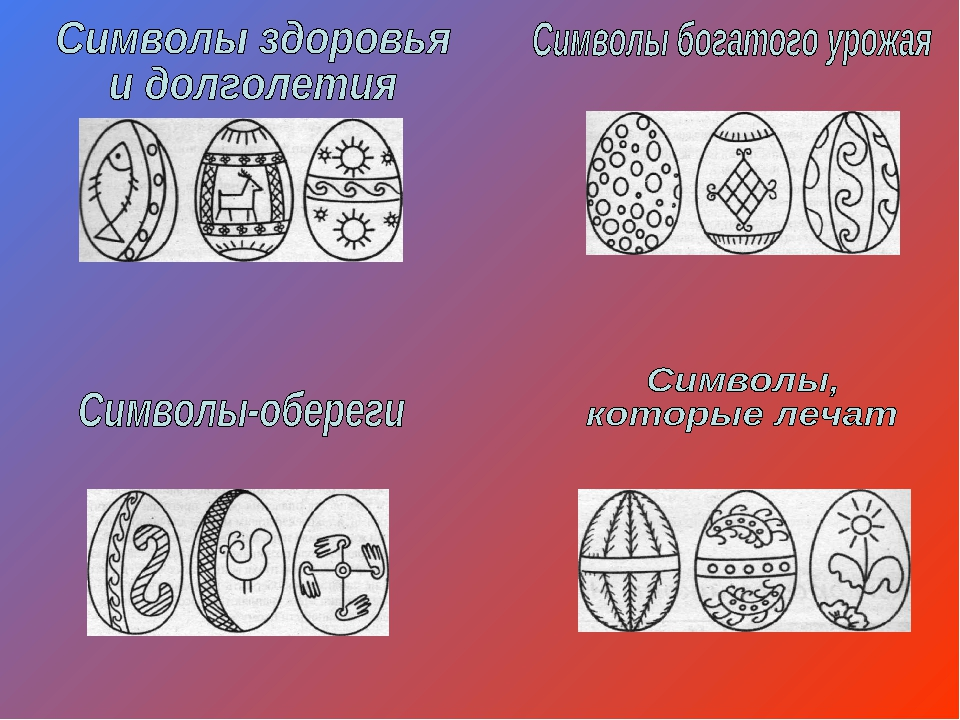 Символы здоровья
и долголетия
Символы богатого урожая
Символы-обереги
Символы,
которые лечат